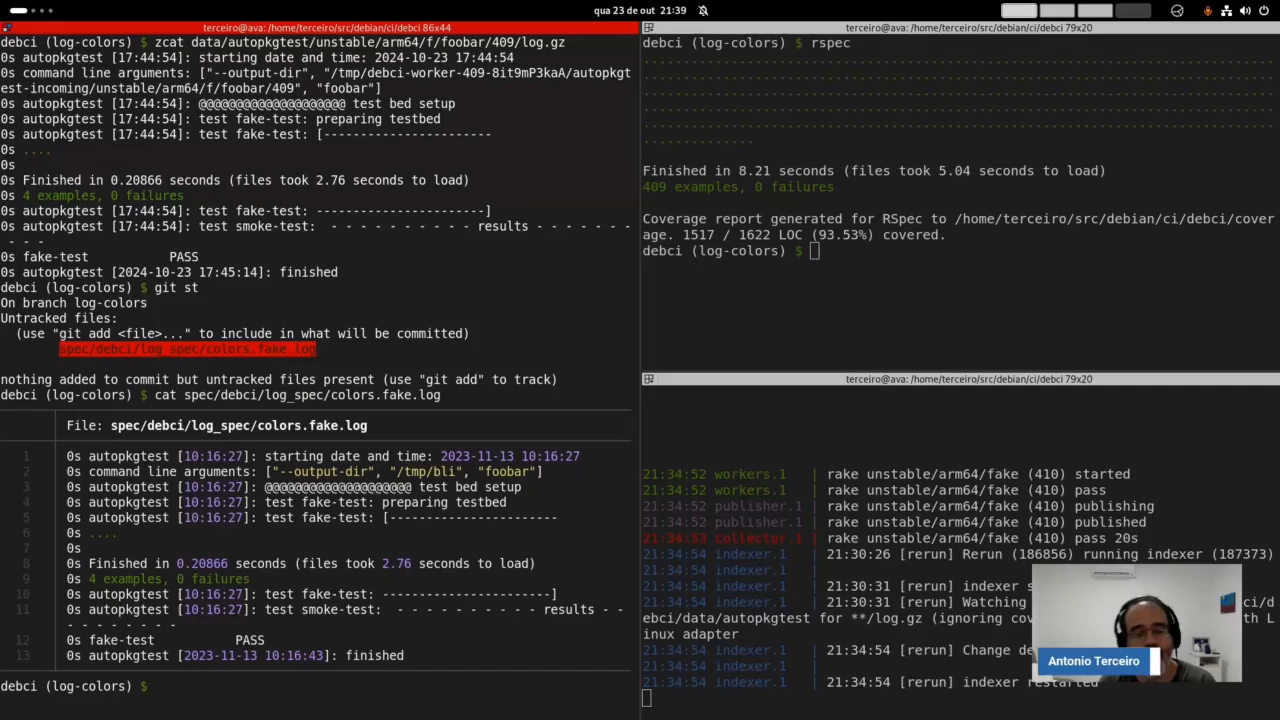 qua 23 de out 21:39
terceiro@ava: /home/terceiro/src/debian/ci/debci 86x44
debci (log-colors) $ zcat data/autopkgtest/unstable/arm64/f/foobar/409/log.gz
0s autopkgtest [17:44:54]: starting date and time: 2024-10-23 17:44:54
0s command line arguments: ["--output-dir", "/tmp/debci-worker-409-8it9mP3kaA/autopkgt
est-incoming/unstable/arm64/f/foobar/409", "foobar"]
0s autopkgtest [17:44:54]: @@@@@@@@@@@@@@@@@@@@ test bed setup
0s autopkgtest [17:44:54]: test fake-test: preparing testbed
0s autopkgtest [17:44:54]: test fake-test: [-----------------------
0s ....
0s
0s Finished in 0.20866 seconds (files took 2.76 seconds to load)
0s 4 examples, 0 failures
0s autopkgtest [17:44:54]: test fake-test: -----------------------]
0s autopkgtest [17:44:54]: test smoke-test:  - - - - - - - - - - results - - - - - - -
 - - -
0s fake-test          PASS
0s autopkgtest [2024-10-23 17:45:14]: finished
debci (log-colors) $ git st
On branch log-colors
Untracked files:
  (use "git add <file>..." to include in what will be committed)
        spec/debci/log_spec/colors.fake.log
nothing added to commit but untracked files present (use "git add" to track)
debci (log-colors) $ cat spec/debci/log_spec/colors.fake.log
File: spec/debci/log_spec/colors.fake.log
1 0s autopkgtest [10:16:27]: starting date and time: 2023-11-13 10:16:27
2 0s command line arguments: ["--output-dir", "/tmp/bli", "foobar"]
3 0s autopkgtest [10:16:27]: @@@@@@@@@@@@@@@@@@@@ test bed setup
4 0s autopkgtest [10:16:27]: test fake-test: preparing testbed
5 0s autopkgtest [10:16:27]: test fake-test: [-----------------------
6 0s ....
7 0s
8 0s Finished in 0.20866 seconds (files took 2.76 seconds to load)
9 0s 4 examples, 0 failures
10 0s autopkgtest [10:16:27]: test fake-test: -----------------------]
11 0s autopkgtest [10:16:27]: test smoke-test:  - - - - - - - - - - results - -
 - - - - - - - -
12 0s fake-test          PASS
13 0s autopkgtest [2023-11-13 10:16:43]: finished
debci (log-colors) $
terceiro@ava: /home/terceiro/src/debian/ci/debci 79x20
debci (log-colors) $ rspec
Finished in 8.21 seconds (files took 5.04 seconds to load)
409 examples, 0 failures
Coverage report generated for RSpec to /home/terceiro/src/debian/ci/debci/cover
age. 1517 / 1622 LOC (93.53%) covered.
debci (log-colors) $
terceiro@ava: /home/terceiro/src/debian/ci/debci 79x20
21:34:52 workers.1   | rake unstable/arm64/fake (410) started
21:34:52 workers.1   | rake unstable/arm64/fake (410) pass
21:34:52 publisher.1 | rake unstable/arm64/fake (410) publishing
21:34:52 publisher.1 | rake unstable/arm64/fake (410) published
21:34:53 collector.1 | rake unstable/arm64/fake (410) pass 20s
21:34:54 indexer.1   | 21:30:26 [rerun] Rerun (186856) running indexer (187373)
21:34:54 indexer.1   |
21:34:54 indexer.1   | 21:30:31 [rerun] indexer s
21:34:54 indexer.1   | 21:30:31 [rerun] Watching ci/d
ebci/data/autopkgtest for **/log.gz (ignoring cov th L
inux adapter
21:34:54 indexer.1   | 21:34:54 [rerun] Change de
21:34:54 indexer.1   |
21:34:54 indexer.1   | 21:34:54 [rerun] indexer restarted
Antonio Terceiro